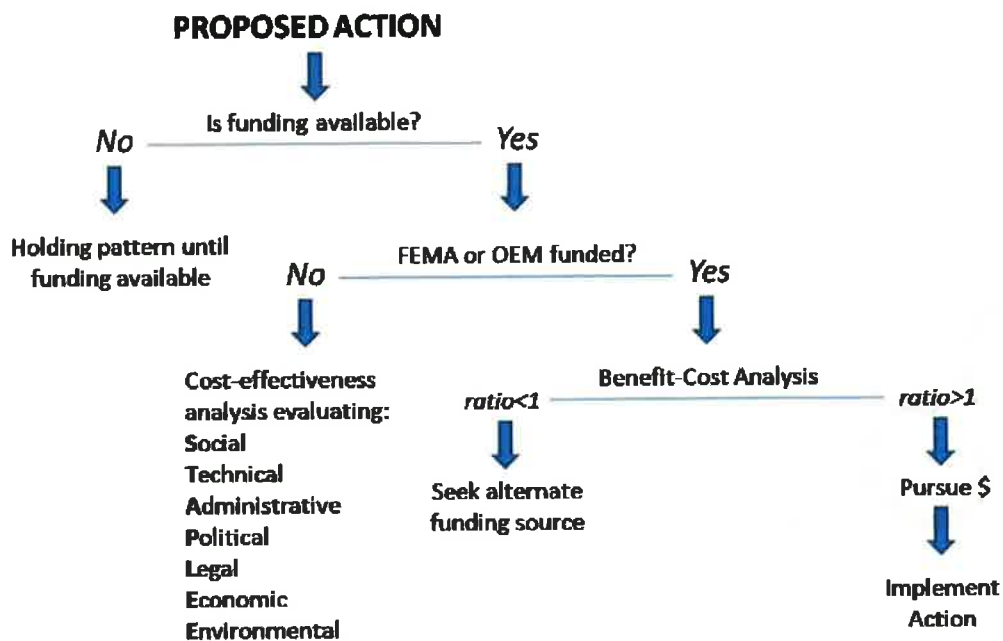 PROPOSED ACTION
Is funding available?
No
Yes
Holding pattern until
funding available
FEMA or OEM funded?
No
Yes
Cost-effectiveness
analysis evaluating:
Social
Technical
Administrative
Political
Legal
Economic
Environmental
Benefit-Cost Analysis
ratio<1
ratio>1
Seek alternate
funding source
Pursue $
Implement
Action